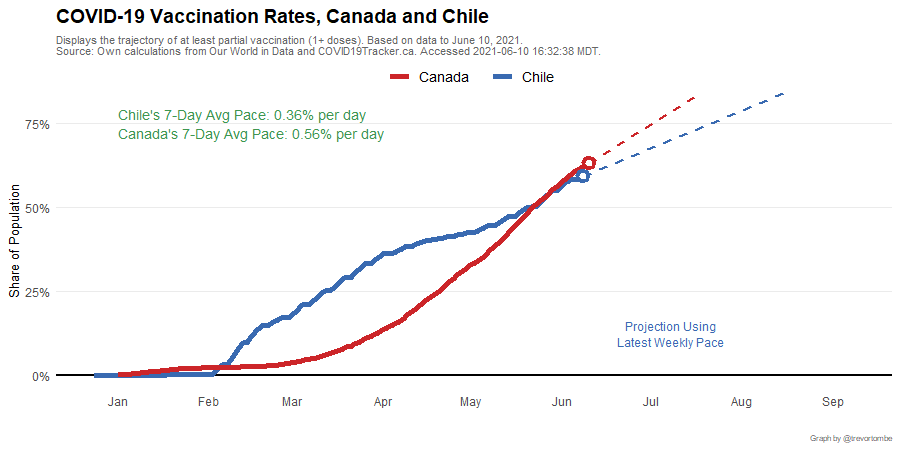 COVID-19 Vaccination Rates, Canada and Chile
Displays the trajectory of at least partial vaccination (1+ doses). Based on data to June 10, 2021.
Source: Own calculations from Our World in Data and COVID19Tracker.ca. Accessed 2021-06-10 16:32:38 MDT.
Canada Chile
Chile's 7-Day Avg Pace: 0.36% per day
Canada's 7-Day Avg Pace: 0.56% per day
75%
50%
25%
0%
Share of Population
Projection Using
Latest Weekly Pace
Jan Feb Mar Apr May Jun Jul Aug Sep
Graph by @trevortombe